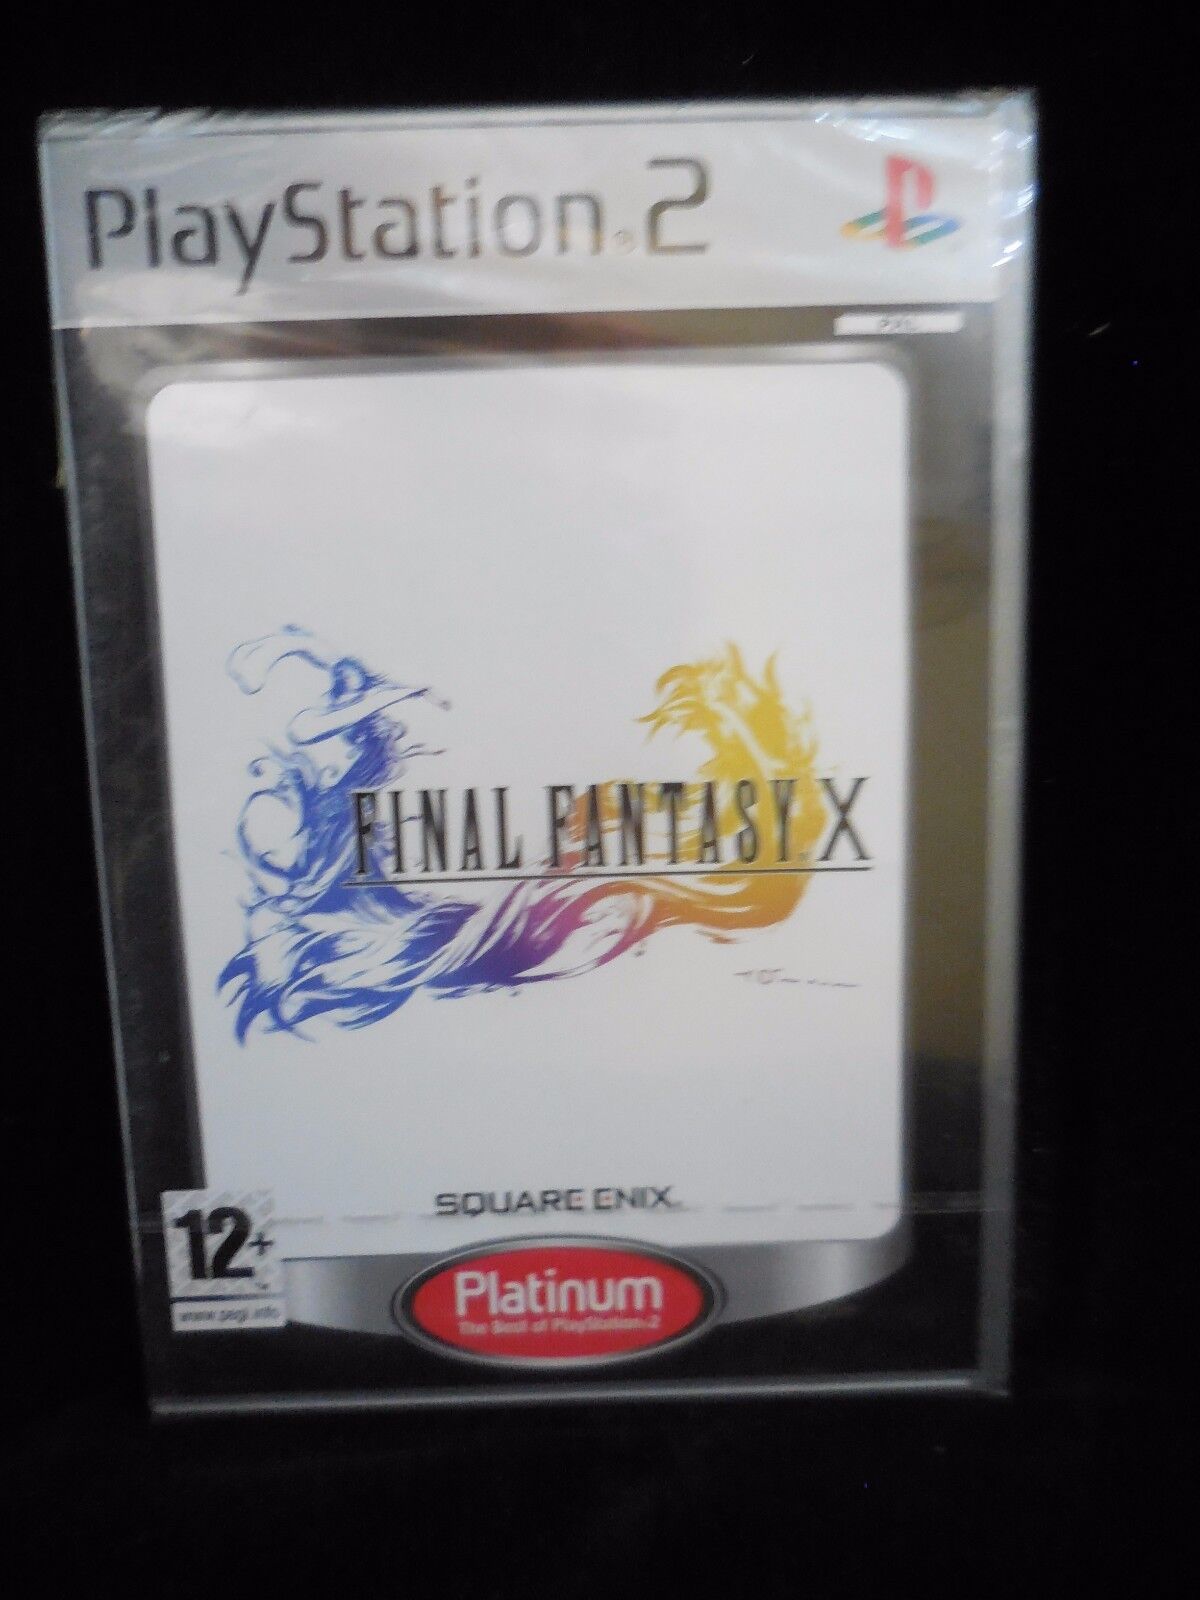 PlayStation®2
PAL
FINAL FANTASY X
SQUARE ENIX
12+
www.pegi.info
Platinum
The Best of PlayStation®2